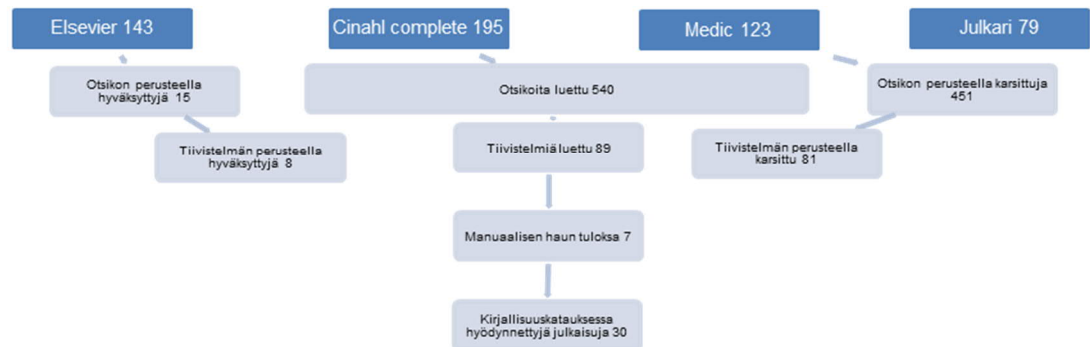 Elsevier 143
Cinahl complete 195
Medic 123
Julkari 79
Otsikon perusteella
hyväksyttyjä 15
Otsikoita luettu 540
Otsikon perusteella karsittuja
451
Tiivistelmän perusteella
hyväksyttyjä 8
Tiivistelmiä luettu 89
Tiivistelmän perusteella
karsittu 81
Manuaalisen haun tuloksa 7
Kirjallisuuskatauksessa
hyödynnettyjä julkaisuja 30